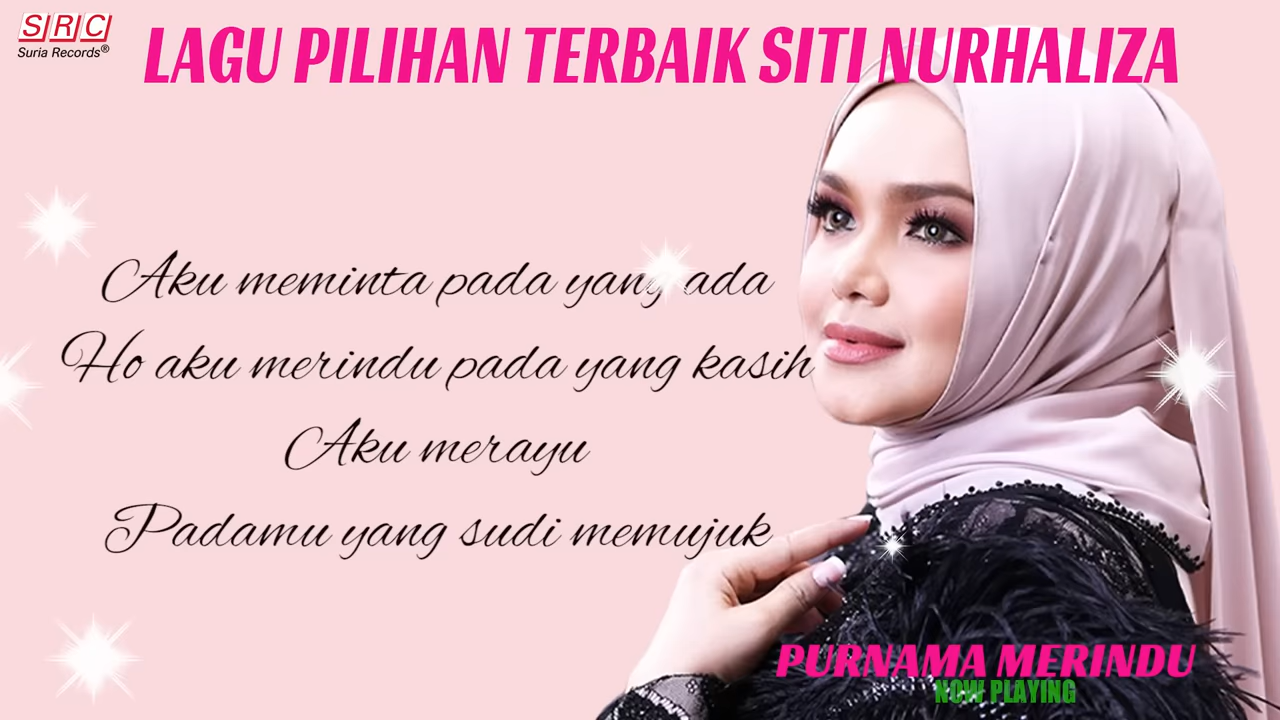 SRC
Suria Records®
LAGU PILIHAN TERBAIK SITI NURHALIZA
Aku meminta pada yang ada
Ho aku merindu pada yang kasih
Aku merayu
Padamu yang sudi memujuk
PURNAMA MERINDU
NOW PLAYING